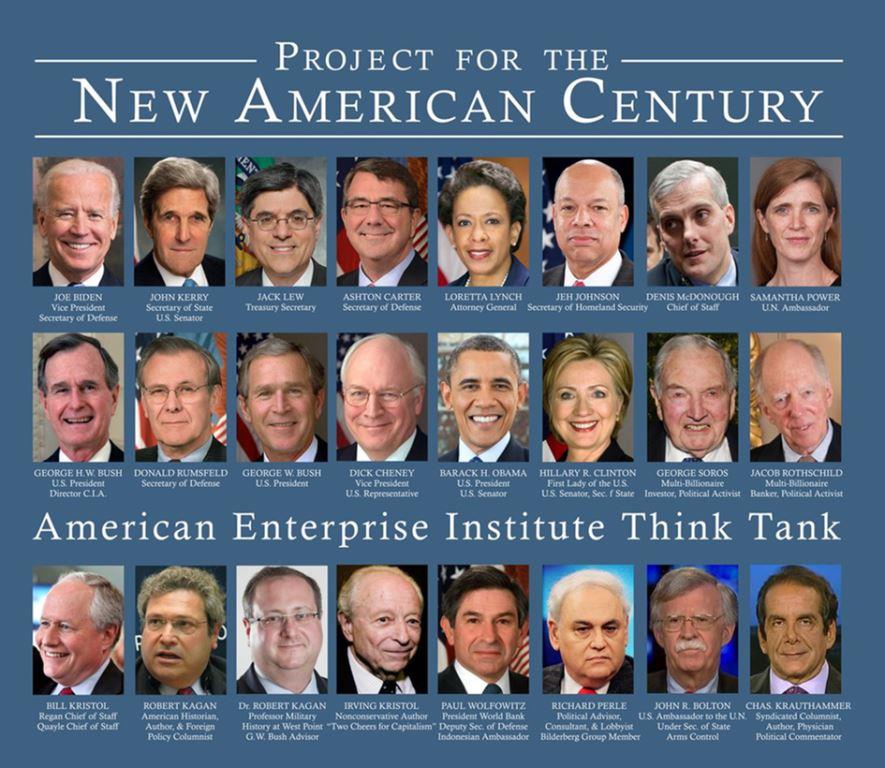 PROJECT FOR THE
NEW AMERICAN CENTURY
JOE BIDEN
Vice President
Secretary of Defense
JOHN KERRY
Secretary of State
U.S. Senator
JACK LEW
Treasury Secretary
ASHTON CARTER
Secretary of Defense
LORETTA LYNCH
Attorney General
JEH JOHNSON
Secretary of Homeland Security
DENIS McDONOUGH
Chief of Staff
SAMANTHA POWER
U.N. Ambassador
GEORGE H.W. BUSH
U.S. President
Director C.I.A.
DONALD RUMSFELD
Secretary of Defense
GEORGE W. BUSH
U.S. President
DICK CHENEY
Vice President
U.S. Representative
BARACK H. OBAMA
U.S. President
U.S. Senator
HILLARY R. CLINTON
First Lady of the U.S.
U.S. Senator, Sec. f State
GEORGE SOROS
Multi-Billionaire
Investor, Political Activist
JACOB ROTHSCHILD
Multi-Billionaire
Banker, Political Activist
American Enterprise Institute Think Tank
BILL KRISTOL
Regan Chief of Staff
Quayle Chief of Staff
ROBERT KAGAN
American Historian,
Author, & Foreign
Policy Columnist
Dr. ROBERT KAGAN
Professor Military
History at West Point
G.W. Bush Advisor
IRVING KRISTOL
Nonconservative Author
"Two Cheers for Capitalism"
PAUL WOLFOWITZ
President World Bank
Deputy Sec. of Defense
Indonesian Ambassador
RICHARD PERLE
Political Advisor,
Consultant, & Lobbyist
Bilderberg Group Member
JOHN R. BOLTON
U.S. Ambassador to the U.N.
Under Sec. of State
Arms Control
CHAS. KRAUTHAMMER
Syndicated Columnist,
Author, Physician
Political Commentator